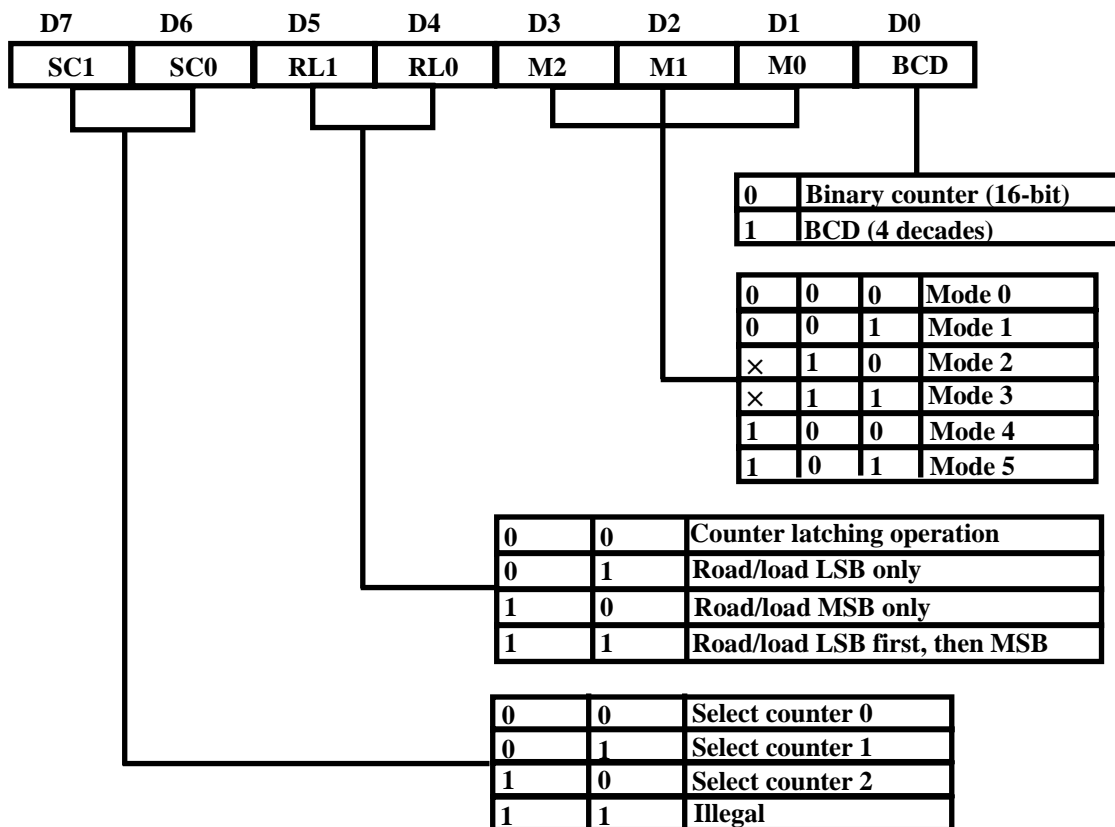 D7 D6 D5 D4 D3 D2 D1 D0
SC1 SC0 RL1 RL0 M2 M1 M0 BCD
0 Binary counter (16-bit)
1 BCD (4 decades)
0 0 0 Mode 0
0 0 1 Mode 1
× 1 0 Mode 2
× 1 1 Mode 3
1 0 0 Mode 4
1 0 1 Mode 5
0 0 Counter latching operation
0 1 Road/load LSB only
1 0 Road/load MSB only
1 1 Road/load LSB first, then MSB
0 0 Select counter 0
0 1 Select counter 1
1 0 Select counter 2
1 1 Illegal